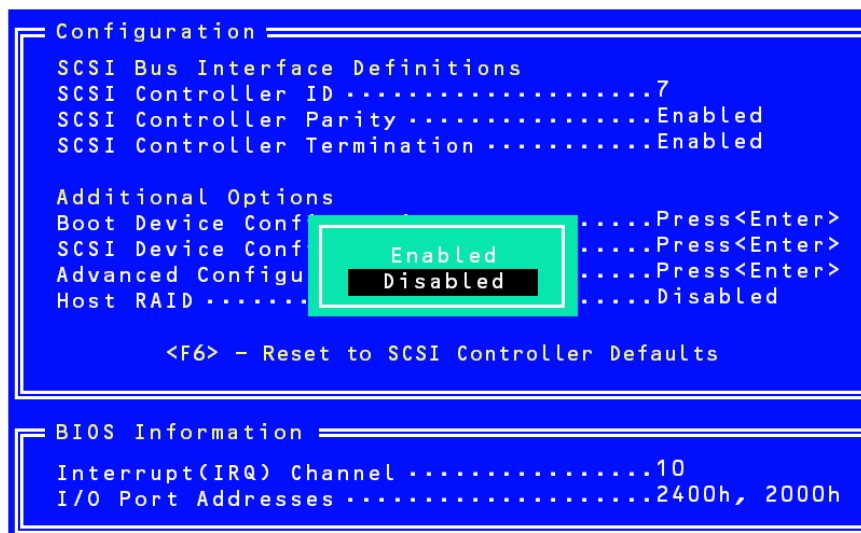 Configuration
SCSI Bus Interface Definitions
SCSI Controller ID ····················7
SCSI Controller Parity ················Enabled
SCSI Controller Termination ···········Enabled
Additional Options
Boot Device Conf ·····Press<Enter>
SCSI Device Conf ·····Press<Enter>
Advanced Configu ·····Press<Enter>
Host RAID ······· ·····Disabled
Enabled
Disabled
<F6> – Reset to SCSI Controller Defaults
BIOS Information
Interrupt(IRQ) Channel ················10
I/O Port Addresses ····················2400h, 2000h